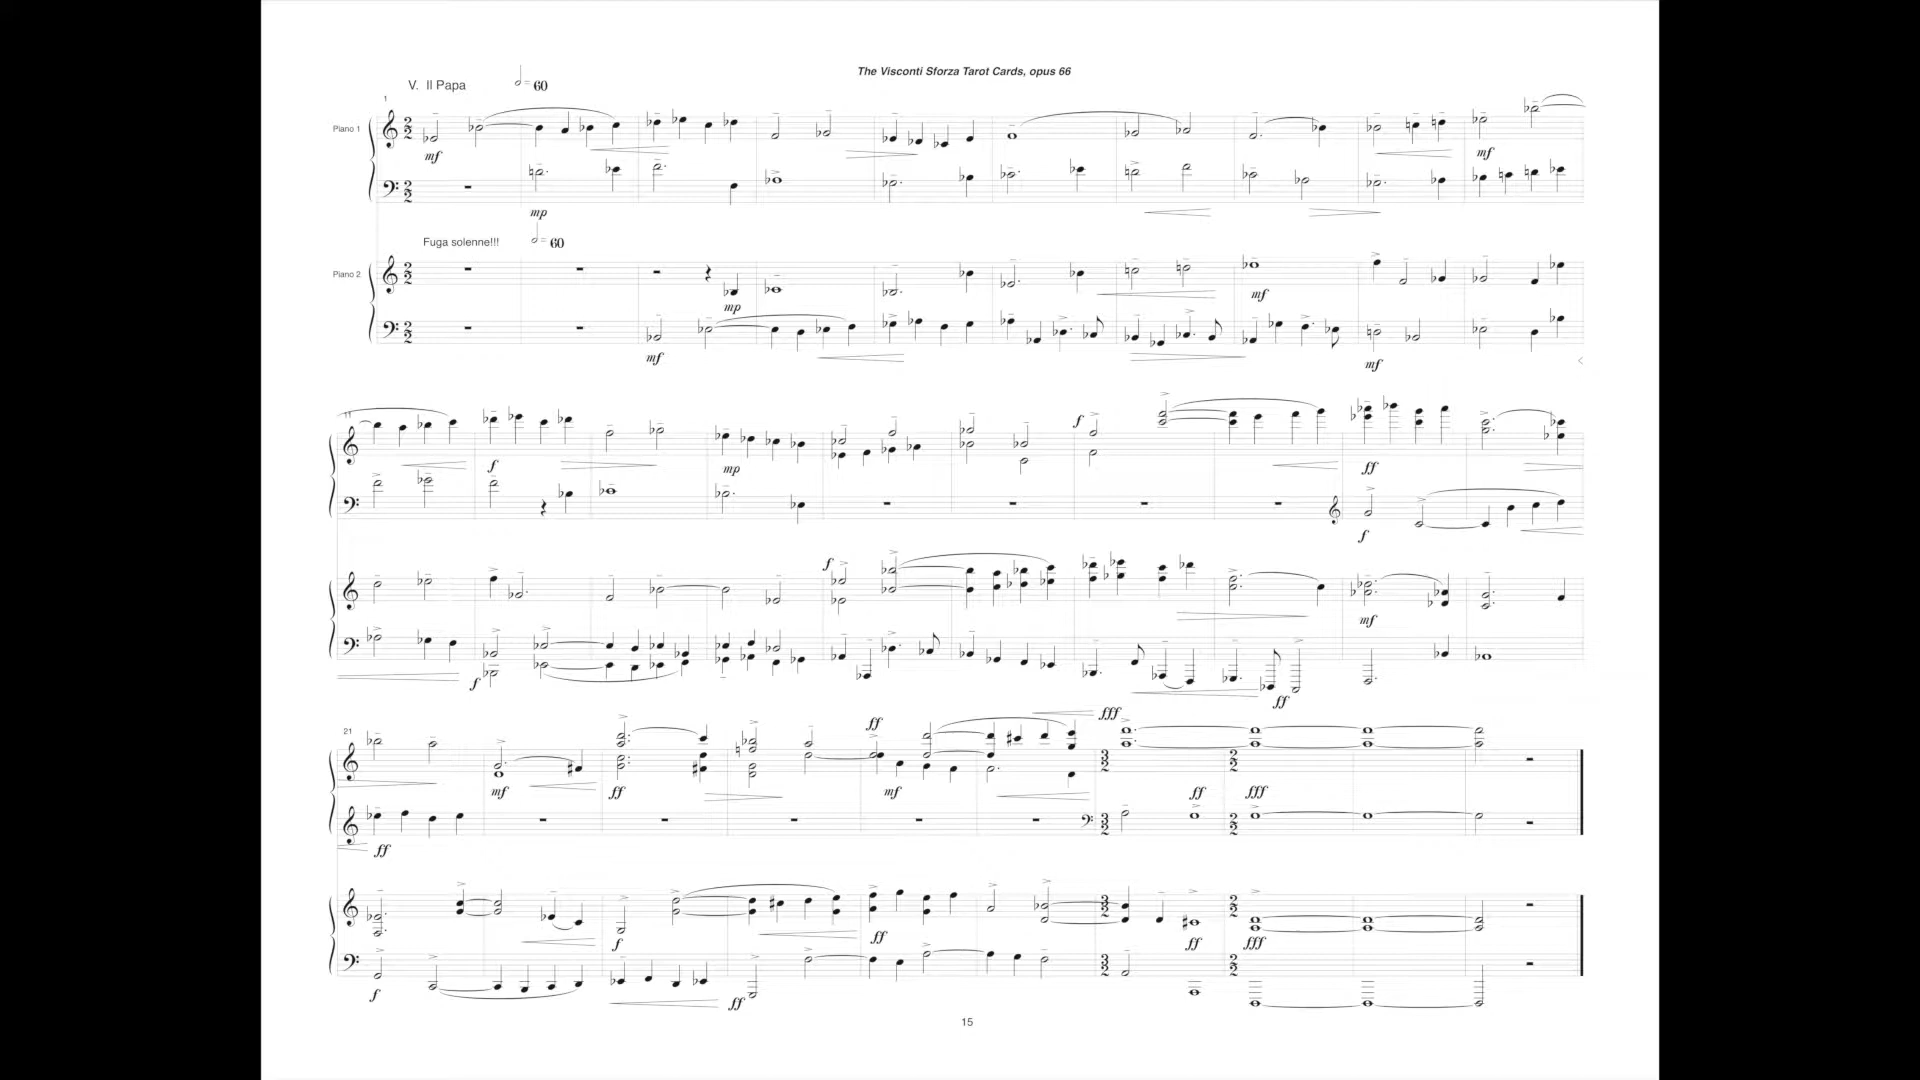 The Visconti Sforza Tarot Cards, opus 66
V. Il Papa = 60
1
Piano 1
mf
mf
mp
Fuga solenne!!! = 60
Piano 2
mp
mf
mf
mf
11
f
f
mp
ff
f
f
mf
f
ff
21
ff
fff
mf
ff
mf
ff
fff
ff
f
ff
ff
fff
f
ff
15